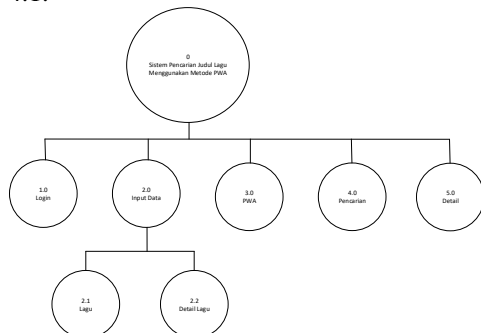 0
Sistem Pencarian Judul Lagu
Menggunakan Metode PWA
1.0
Login
2.0
Input Data
3.0
PWA
4.0
Pencarian
5.0
Detail
2.1
Lagu
2.2
Detail Lagu